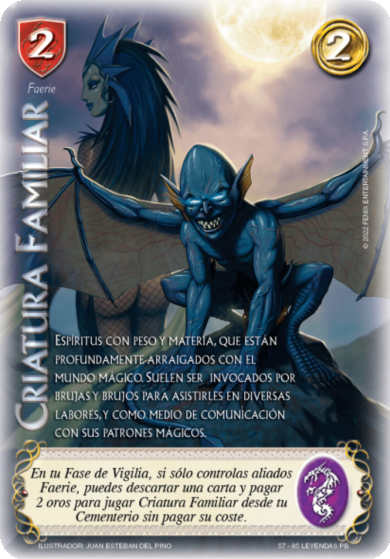 2
2
Faerie
CRIATURA FAMILIAR
© 2022 FENIX ENTERTAINMENT S.P.A.
ESPÍRITUS CON PESO Y MATERIA, QUE ESTÁN
PROFUNDAMENTE ARRAIGADOS CON EL
MUNDO MÁGICO. SUELEN SER INVOCADOS POR
BRUJAS Y BRUJOS PARA ASISTIRLES EN DIVERSAS
LABORES, Y COMO MEDIO DE COMUNICACIÓN
CON SUS PATRONES MÁGICOS.
En tu Fase de Vigilia, si sólo controlas aliados
Faerie, puedes descartar una carta y pagar
2 oros para jugar Criatura Familiar desde tu
Cementerio sin pagar su coste.
ILUSTRADOR: JUAN ESTEBAN DEL PINO
57 - 85 LEYENDAS PB